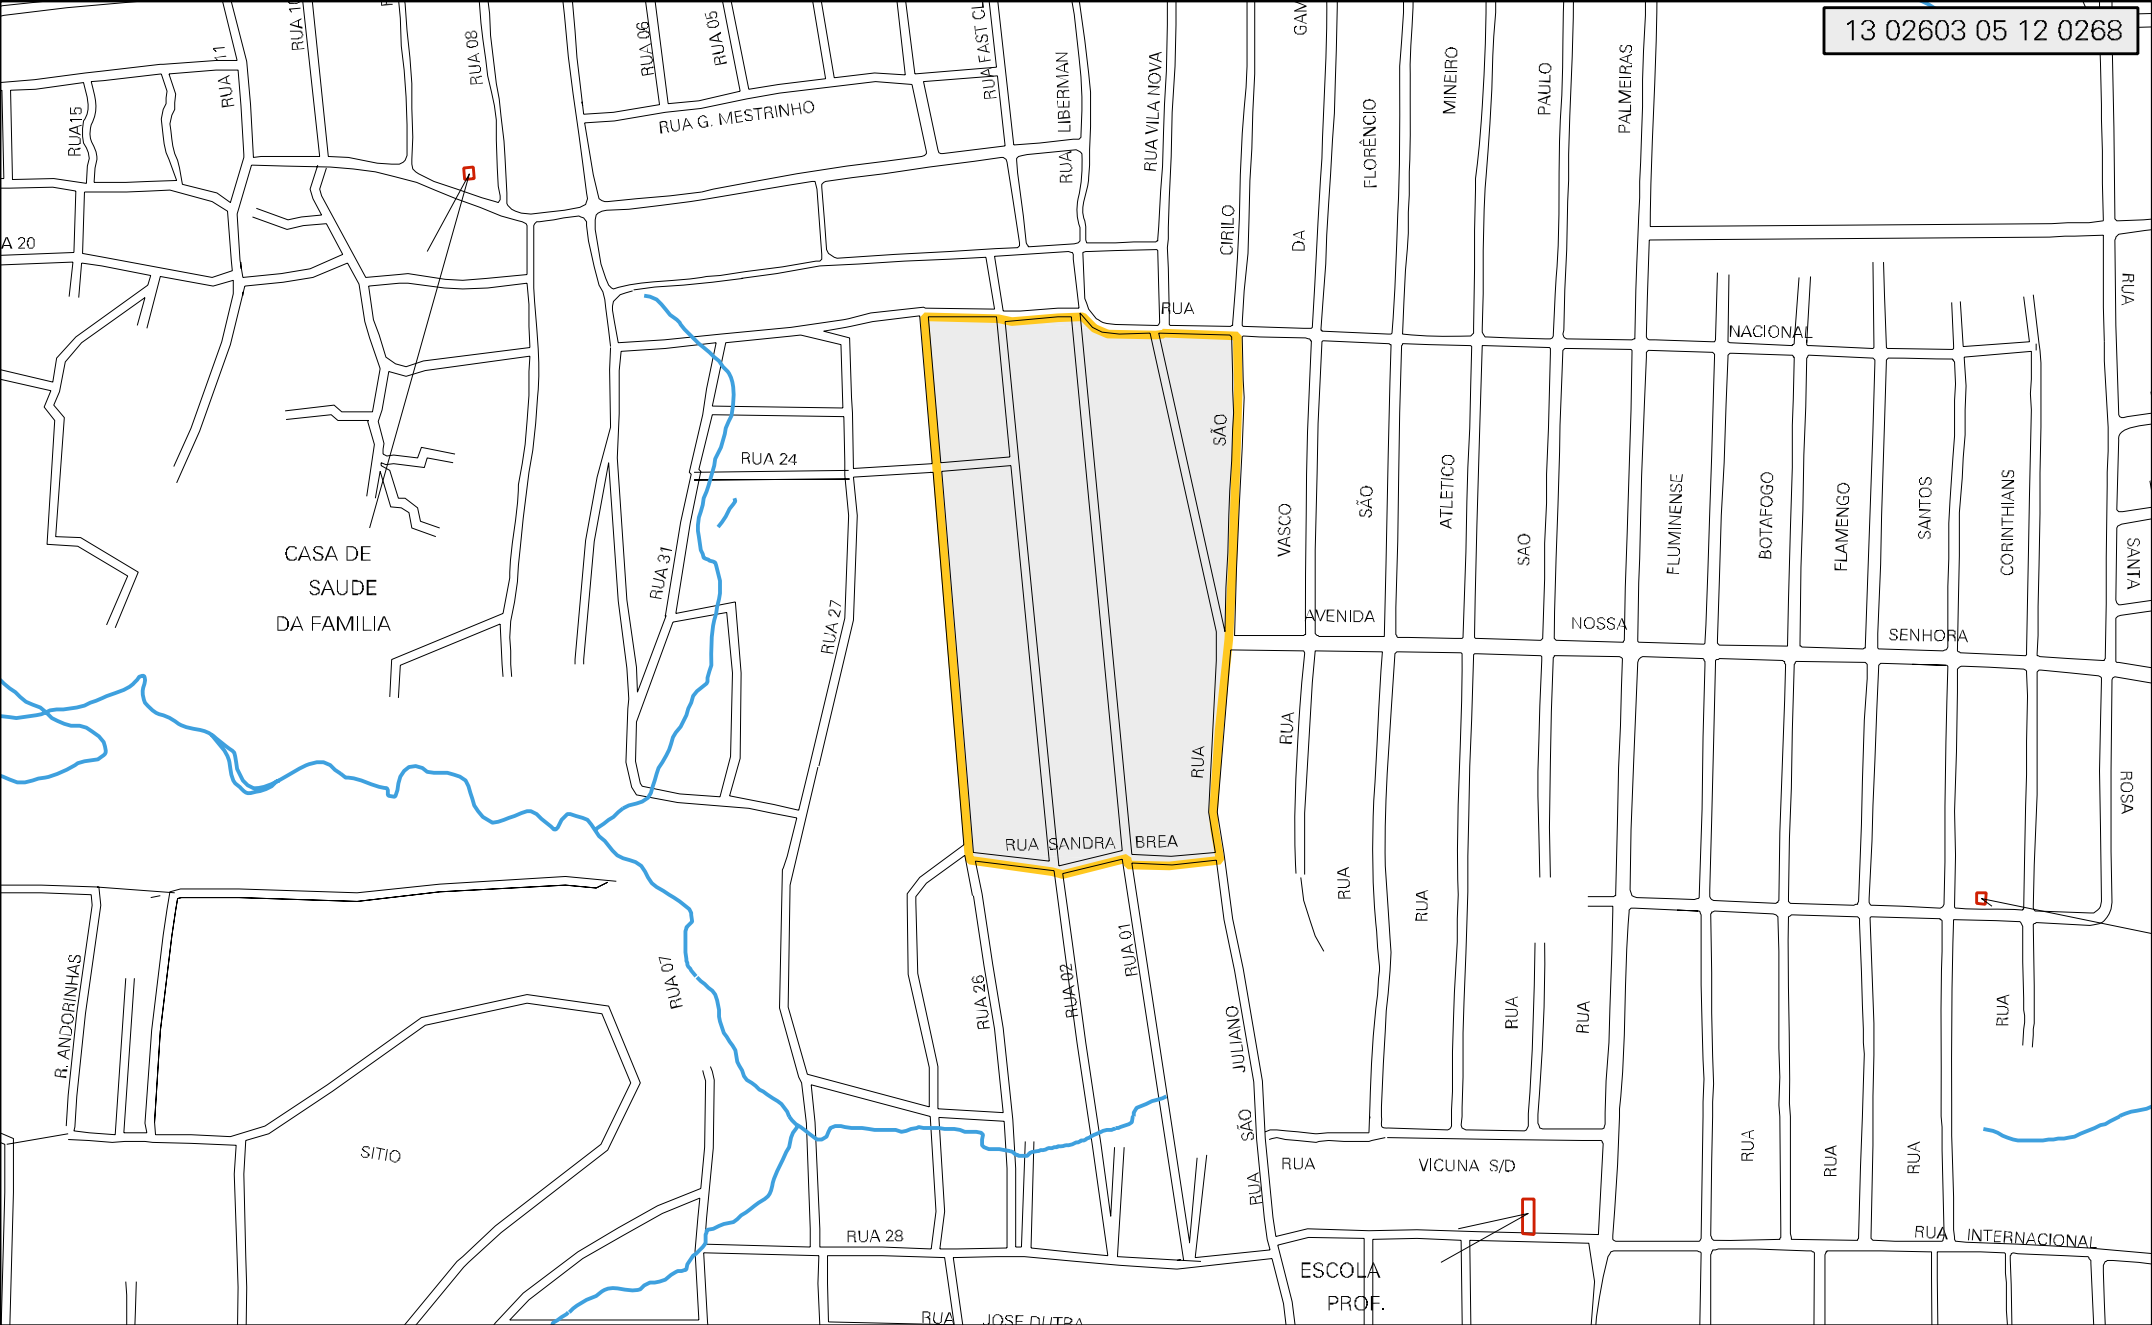 13 02603 05 12 0268
RUA 11
RUA 08
RUA 06
RUA 05
RUA
LIBERMAN
RUA VILA NOVA
RUA15
RUA G. MESTRINHO
FLORÊNCIO
MINEIRO
PAULO
PALMEIRAS
CIRILO
DA
A 20
RUA
RUA
NACIONAL
SÃO
RUA 24
VASCO
SÃO
ATLETICO
SAO
FLUMINENSE
BOTAFOGO
FLAMENGO
SANTOS
CORINTHIANS
SANTA
CASA DE
SAUDE
DA FAMILIA
RUA 31
RUA 27
AVENIDA
NOSSA
SENHORA
RUA
RUA
ROSA
RUA SANDRA BREA
RUA
RUA
RUA 07
R. ANDORINHAS
RUA 26
RUA 02
RUA 01
JULIANO
RUA
RUA
RUA
SÃO
RUA
SITIO
RUA
VICUNA S/D
RUA
RUA
RUA
RUA 28
RUA INTERNACIONAL
ESCOLA
PROF.
RUA JOSE DUTRA